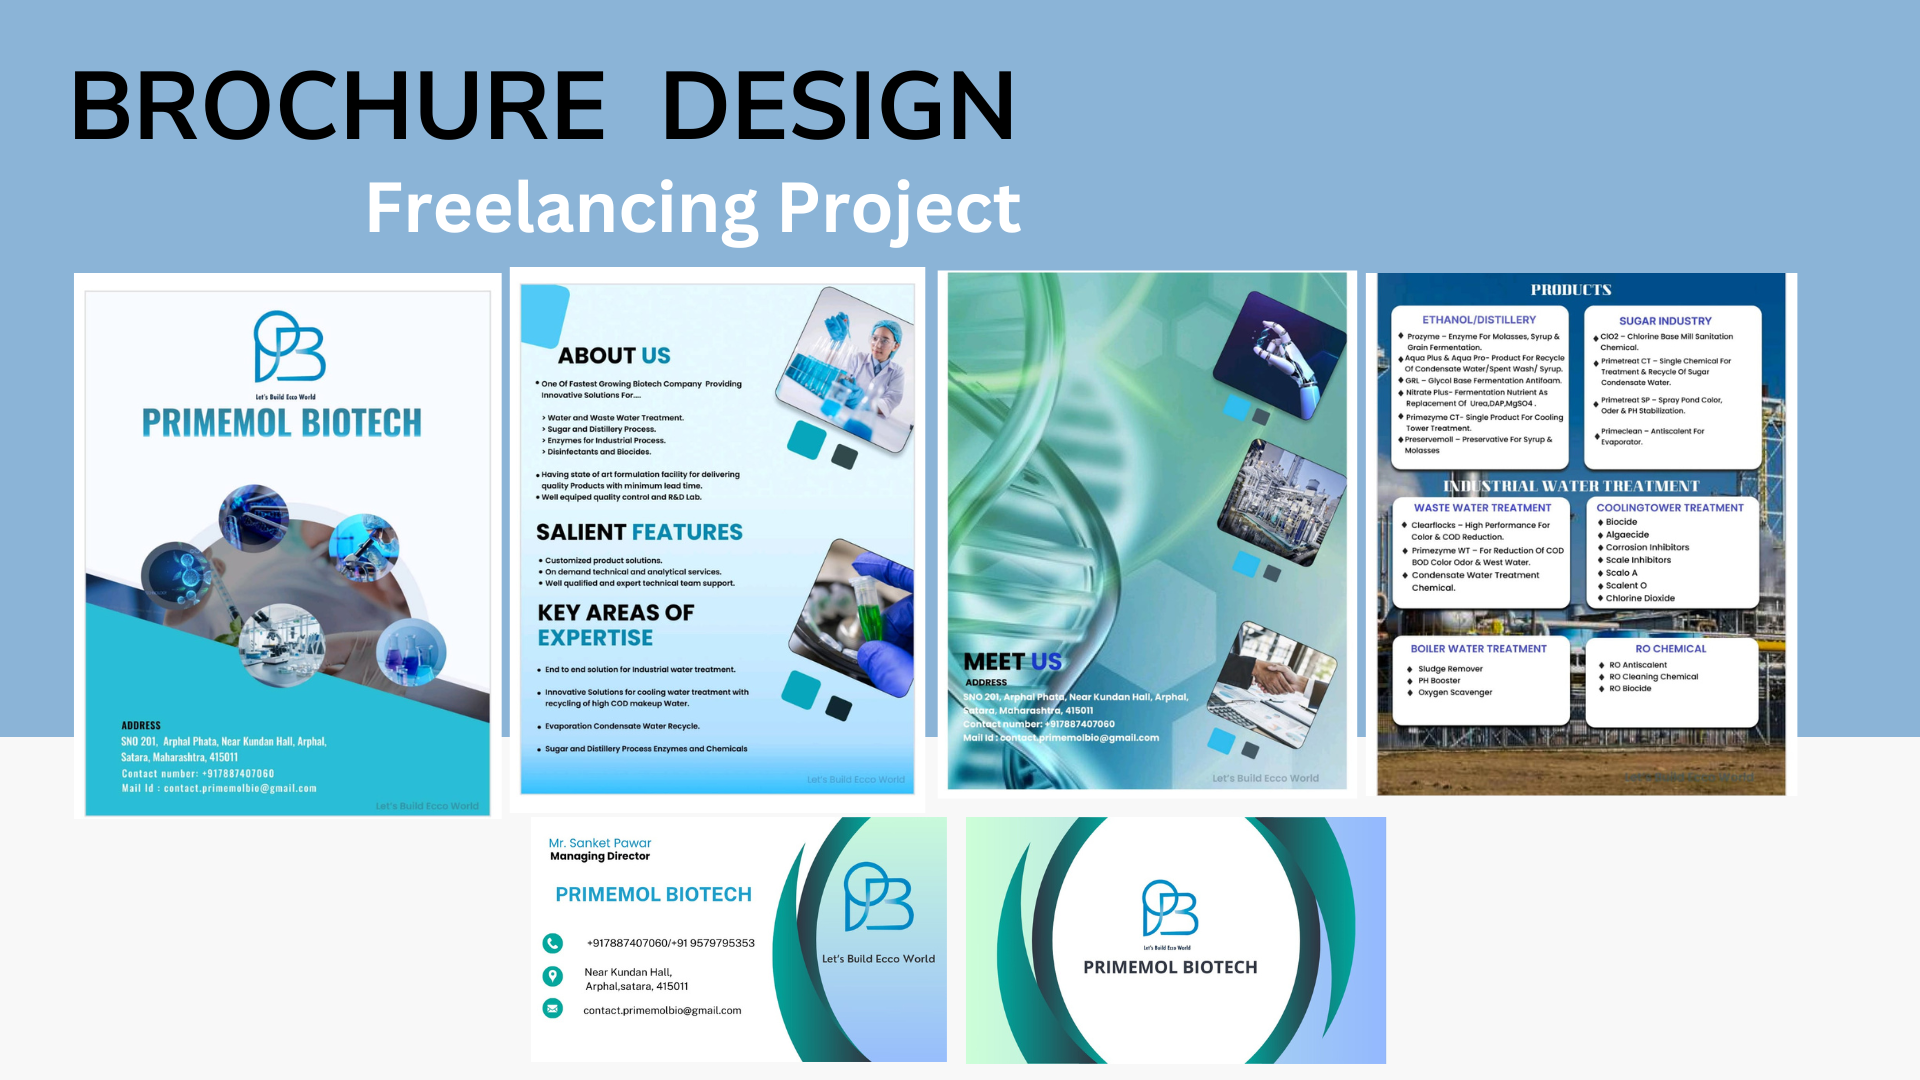 BROCHURE DESIGN
Freelancing Project
Let's Build Ecco World
PRIMEMOL BIOTECH
ADDRESS
SNO 201, Arphal Phata, Near Kundan Hall, Arphal,
Satara, Maharashtra, 415011
Contact number: +917887407060
Mail Id : contact.primemolbio@gmail.com
Let's Build Ecco World
ABOUT US
• One Of Fastest Growing Biotech Company Providing
Innovative Solutions For....
> Water and Waste Water Treatment.
> Sugar and Distillery Process.
> Enzymes for Industrial Process.
> Disinfectants and Biocides.
• Having state of art formulation facility for delivering
quality Products with minimum lead time.
• Well equiped quality control and R&D Lab.
SALIENT FEATURES
• Customized product solutions.
• On demand technical and analytical services.
• Well qualified and expert technical team support.
KEY AREAS OF
EXPERTISE
• End to end solution for Industrial water treatment.
• Innovative Solutions for cooling water treatment with
recycling of high COD makeup Water.
• Evaporation Condensate Water Recycle.
• Sugar and Distillery Process Enzymes and Chemicals
Let's Build Ecco World
MEET US
ADDRESS
SNO 201, Arphal Phata, Near Kundan Hall, Arphal,
Satara, Maharashtra, 415011
Contact number: +917887407060
Mail Id : contact.primemolbio@gmail.com
Let's Build Ecco World
PRODUCTS
ETHANOL/DISTILLERY
♦ Prozyme – Enzyme For Molasses, Syrup &
Grain Fermentation.
♦ Aqua Plus & Aqua Pro- Product For Recycle
Of Condensate Water/Spent Wash/ Syrup.
♦ GRL – Glycol Base Fermentation Antifoam.
♦ Nitrate Plus- Fermentation Nutrient As
Replacement Of Urea,DAP,MgSO4 .
♦ Primezyme CT- Single Product For Cooling
Tower Treatment.
♦ Preservemoll – Preservative For Syrup &
Molasses
SUGAR INDUSTRY
♦ ClO2 – Chlorine Base Mill Sanitation
Chemical.
♦ Primetreat CT – Single Chemical For
Treatment & Recycle Of Sugar
Condensate Water.
♦ Primetreat SP – Spray Pond Color,
Oder & PH Stabilization.
♦ Primeclean – Antiscalent For
Evaporator.
INDUSTRIAL WATER TREATMENT
WASTE WATER TREATMENT
♦ Clearflocks – High Performance For
Color & COD Reduction.
♦ Primezyme WT – For Reduction Of COD
BOD Color Odor & West Water.
♦ Condensate Water Treatment
Chemical.
COOLINGTOWER TREATMENT
♦ Biocide
♦ Algaecide
♦ Corrosion Inhibitors
♦ Scale Inhibitors
♦ Scalo A
♦ Scalent O
♦ Chlorine Dioxide
BOILER WATER TREATMENT
♦ Sludge Remover
♦ PH Booster
♦ Oxygen Scavenger
RO CHEMICAL
♦ RO Antiscalent
♦ RO Cleaning Chemical
♦ RO Biocide
Let's Build Ecco World
Mr. Sanket Pawar
Managing Director
PRIMEMOL BIOTECH
+917887407060/+91 9579795353
Near Kundan Hall,
Arphal,satara, 415011
contact.primemolbio@gmail.com
Let's Build Ecco World
Let's Build Ecco World
PRIMEMOL BIOTECH